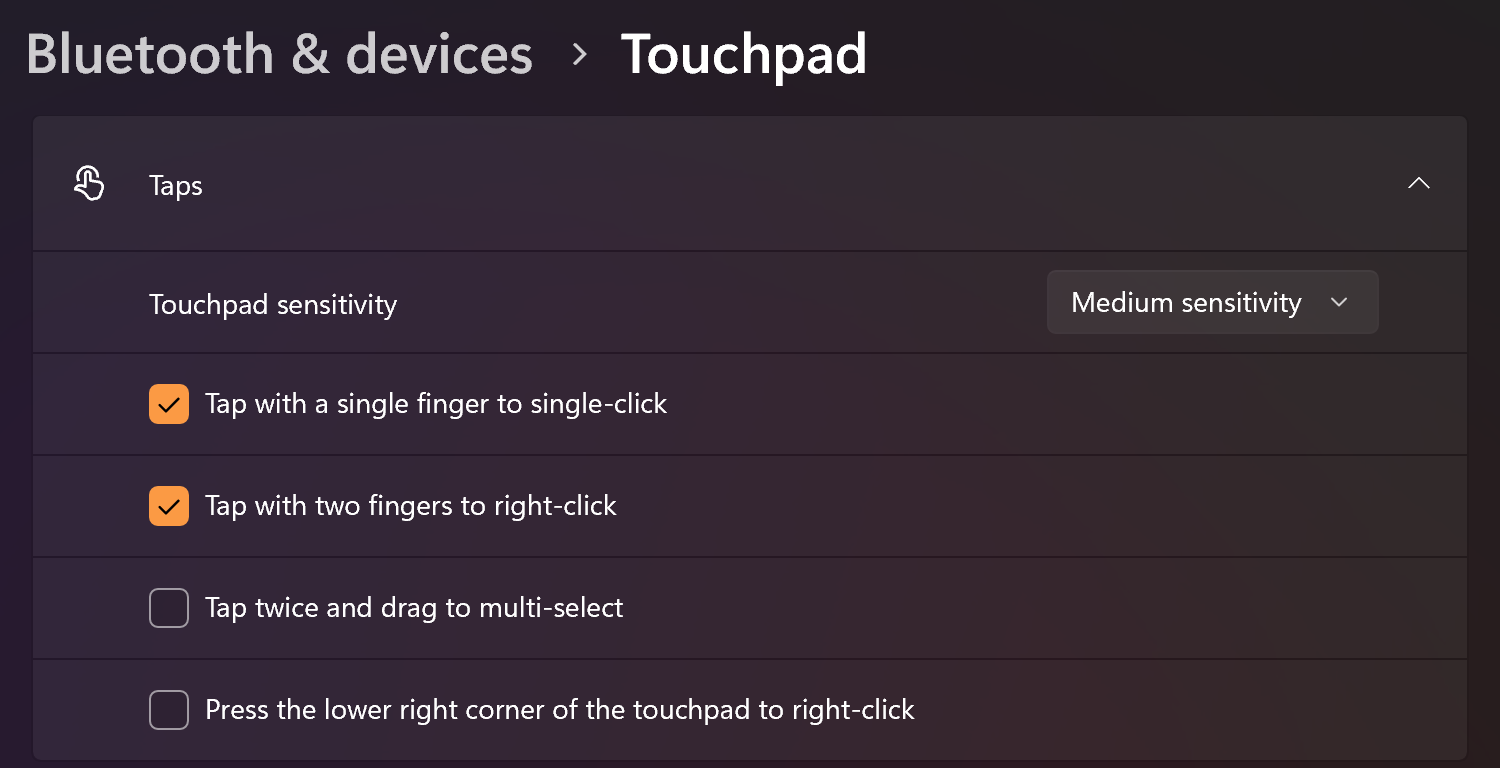 Bluetooth & devices > Touchpad
Taps
Touchpad sensitivity Medium sensitivity
Tap with a single finger to single-click
Tap with two fingers to right-click
Tap twice and drag to multi-select
Press the lower right corner of the touchpad to right-click